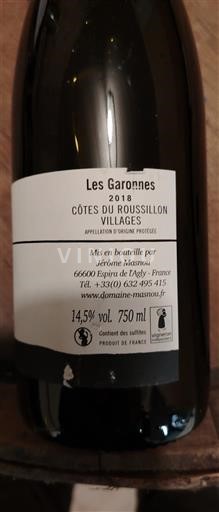 Les Garonnes
2018
CÔTES DU ROUSSILLON
VILLAGES
APPELLATION D'ORIGINE PROTÉGÉE
Mis en bouteille par
Jérôme Masnou
66600 Espira de l'Agly - France
Tél. +33(0) 632 495 415
www.domaine-masnou.fr
14,5% vol. 750 ml
Contient des sulfites
PRODUIT DE FRANCE